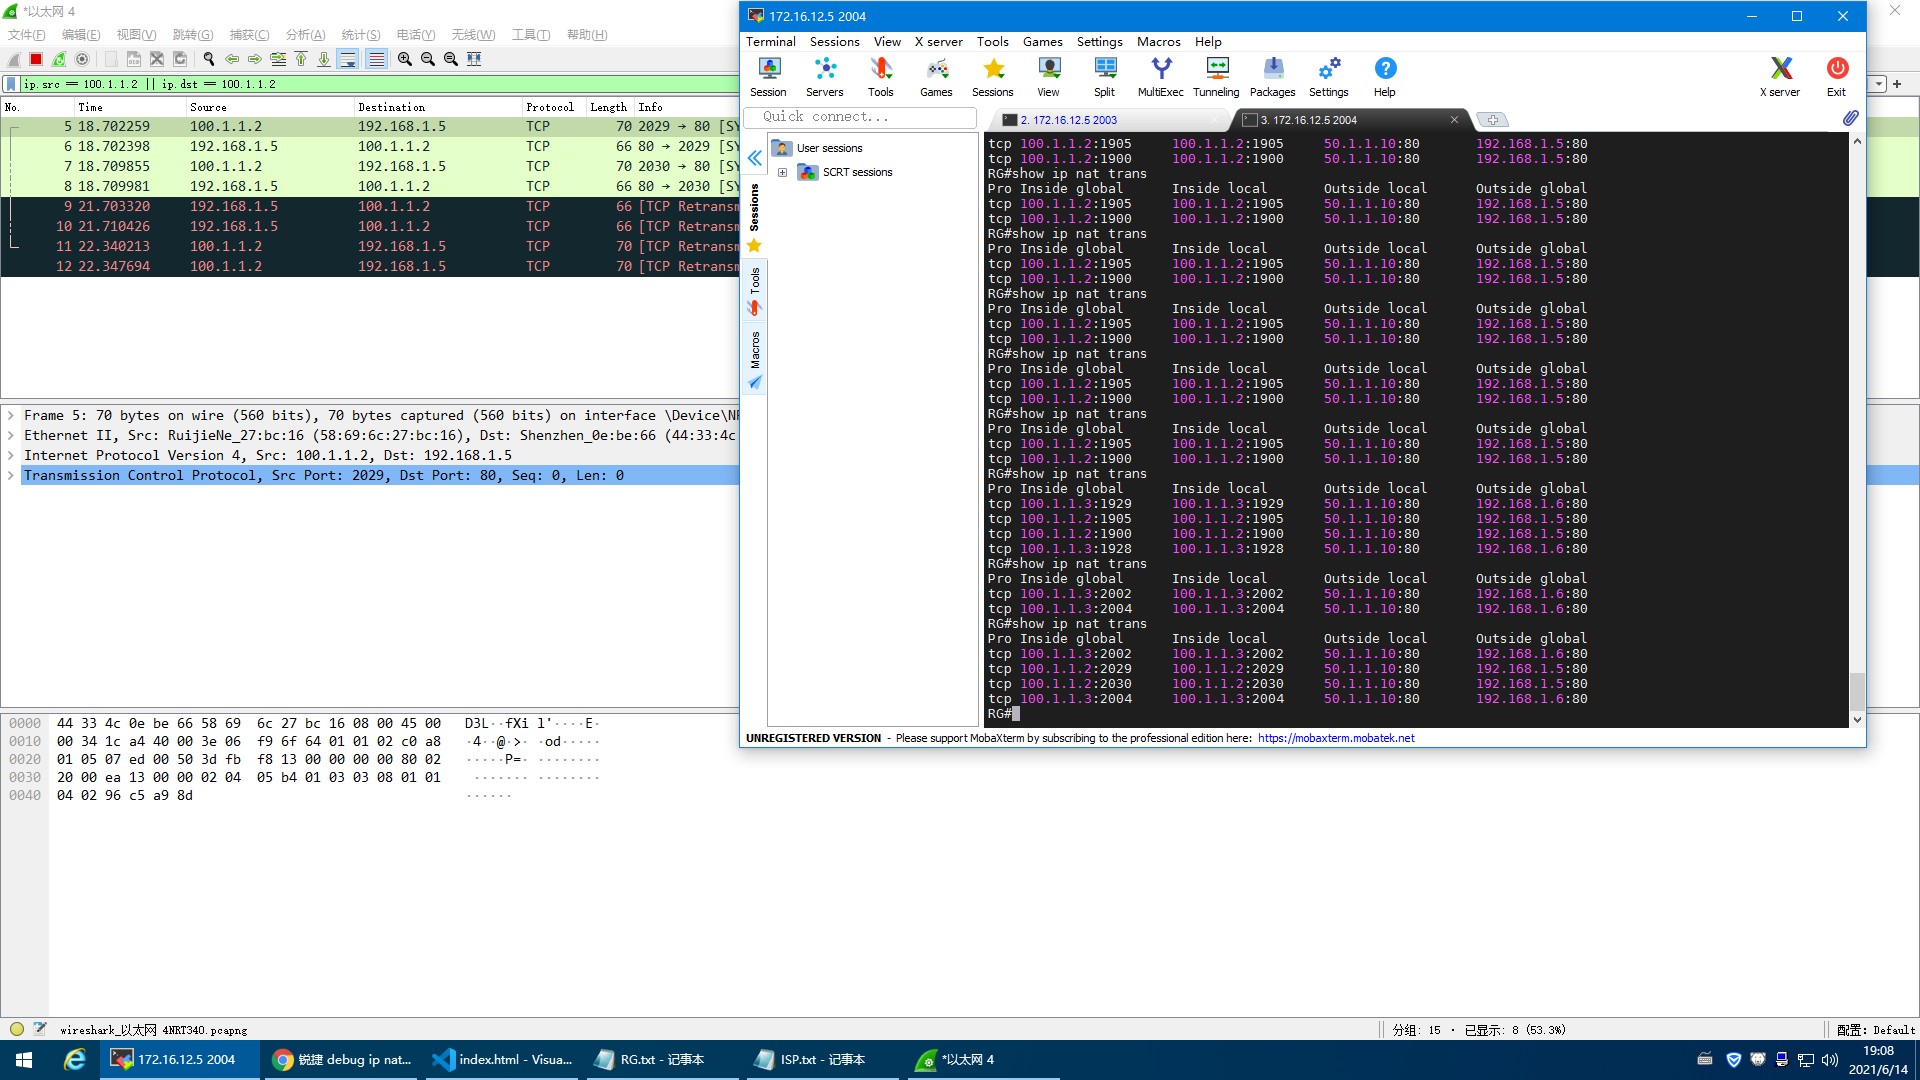 *以太网 4
文件(F) 编辑(E) 视图(V) 跳转(G) 捕获(C) 分析(A) 统计(S) 电话(Y) 无线(W) 工具(T) 帮助(H)
ip.src == 100.1.1.2 || ip.dst == 100.1.1.2
No. Time Source Destination Protocol Length Info
5 18.702259 100.1.1.2 192.168.1.5 TCP 70 2029 → 80 [SY
6 18.702398 192.168.1.5 100.1.1.2 TCP 66 80 → 2029 [SY
7 18.709855 100.1.1.2 192.168.1.5 TCP 70 2030 → 80 [SY
8 18.709981 192.168.1.5 100.1.1.2 TCP 66 80 → 2030 [SY
9 21.703320 192.168.1.5 100.1.1.2 TCP 66 [TCP Retransm
10 21.710426 192.168.1.5 100.1.1.2 TCP 66 [TCP Retransm
11 22.340213 100.1.1.2 192.168.1.5 TCP 70 [TCP Retransm
12 22.347694 100.1.1.2 192.168.1.5 TCP 70 [TCP Retransm
Frame 5: 70 bytes on wire (560 bits), 70 bytes captured (560 bits) on interface \Device\NP
Ethernet II, Src: RuijieNe_27:bc:16 (58:69:6c:27:bc:16), Dst: Shenzhen_0e:be:66 (44:33:4c
Internet Protocol Version 4, Src: 100.1.1.2, Dst: 192.168.1.5
Transmission Control Protocol, Src Port: 2029, Dst Port: 80, Seq: 0, Len: 0
0000 44 33 4c 0e be 66 58 69 6c 27 bc 16 08 00 45 00 D3L··fXi l'····E·
0010 00 34 1c a4 40 00 3e 06 f9 6f 64 01 01 02 c0 a8 ·4··@·>· ·od·····
0020 01 05 07 ed 00 50 3d fb f8 13 00 00 00 00 80 02 ·····P=· ········
0030 20 00 ea 13 00 00 02 04 05 b4 01 03 03 08 01 01 ······· ········
0040 04 02 96 c5 a9 8d ······
wireshark_以太网 4NRT340.pcapng 分组: 15 · 已显示: 8 (53.3%) 配置: Default
172.16.12.5 2004
Terminal Sessions View X server Tools Games Settings Macros Help
Session Servers Tools Games Sessions View Split MultiExec Tunneling Packages Settings Help X server Exit
Quick connect...
2. 172.16.12.5 2003
3. 172.16.12.5 2004
User sessions
SCRT sessions
Sessions
Tools
Macros
tcp 100.1.1.2:1905 100.1.1.2:1905 50.1.1.10:80 192.168.1.5:80
tcp 100.1.1.2:1900 100.1.1.2:1900 50.1.1.10:80 192.168.1.5:80
RG#show ip nat trans
Pro Inside global Inside local Outside local Outside global
tcp 100.1.1.2:1905 100.1.1.2:1905 50.1.1.10:80 192.168.1.5:80
tcp 100.1.1.2:1900 100.1.1.2:1900 50.1.1.10:80 192.168.1.5:80
RG#show ip nat trans
Pro Inside global Inside local Outside local Outside global
tcp 100.1.1.2:1905 100.1.1.2:1905 50.1.1.10:80 192.168.1.5:80
tcp 100.1.1.2:1900 100.1.1.2:1900 50.1.1.10:80 192.168.1.5:80
RG#show ip nat trans
Pro Inside global Inside local Outside local Outside global
tcp 100.1.1.2:1905 100.1.1.2:1905 50.1.1.10:80 192.168.1.5:80
tcp 100.1.1.2:1900 100.1.1.2:1900 50.1.1.10:80 192.168.1.5:80
RG#show ip nat trans
Pro Inside global Inside local Outside local Outside global
tcp 100.1.1.2:1905 100.1.1.2:1905 50.1.1.10:80 192.168.1.5:80
tcp 100.1.1.2:1900 100.1.1.2:1900 50.1.1.10:80 192.168.1.5:80
RG#show ip nat trans
Pro Inside global Inside local Outside local Outside global
tcp 100.1.1.2:1905 100.1.1.2:1905 50.1.1.10:80 192.168.1.5:80
tcp 100.1.1.2:1900 100.1.1.2:1900 50.1.1.10:80 192.168.1.5:80
RG#show ip nat trans
Pro Inside global Inside local Outside local Outside global
tcp 100.1.1.3:1929 100.1.1.3:1929 50.1.1.10:80 192.168.1.6:80
tcp 100.1.1.2:1905 100.1.1.2:1905 50.1.1.10:80 192.168.1.5:80
tcp 100.1.1.2:1900 100.1.1.2:1900 50.1.1.10:80 192.168.1.5:80
tcp 100.1.1.3:1928 100.1.1.3:1928 50.1.1.10:80 192.168.1.6:80
RG#show ip nat trans
Pro Inside global Inside local Outside local Outside global
tcp 100.1.1.3:2002 100.1.1.3:2002 50.1.1.10:80 192.168.1.6:80
tcp 100.1.1.3:2004 100.1.1.3:2004 50.1.1.10:80 192.168.1.6:80
RG#show ip nat trans
Pro Inside global Inside local Outside local Outside global
tcp 100.1.1.3:2002 100.1.1.3:2002 50.1.1.10:80 192.168.1.6:80
tcp 100.1.1.2:2029 100.1.1.2:2029 50.1.1.10:80 192.168.1.5:80
tcp 100.1.1.2:2030 100.1.1.2:2030 50.1.1.10:80 192.168.1.5:80
tcp 100.1.1.3:2004 100.1.1.3:2004 50.1.1.10:80 192.168.1.6:80
RG#
UNREGISTERED VERSION - Please support MobaXterm by subscribing to the professional edition here: https://mobaxterm.mobatek.net
172.16.12.5 2004 锐捷 debug ip nat... index.html - Visua... RG.txt - 记事本 ISP.txt - 记事本 *以太网 4
19:08
2021/6/14